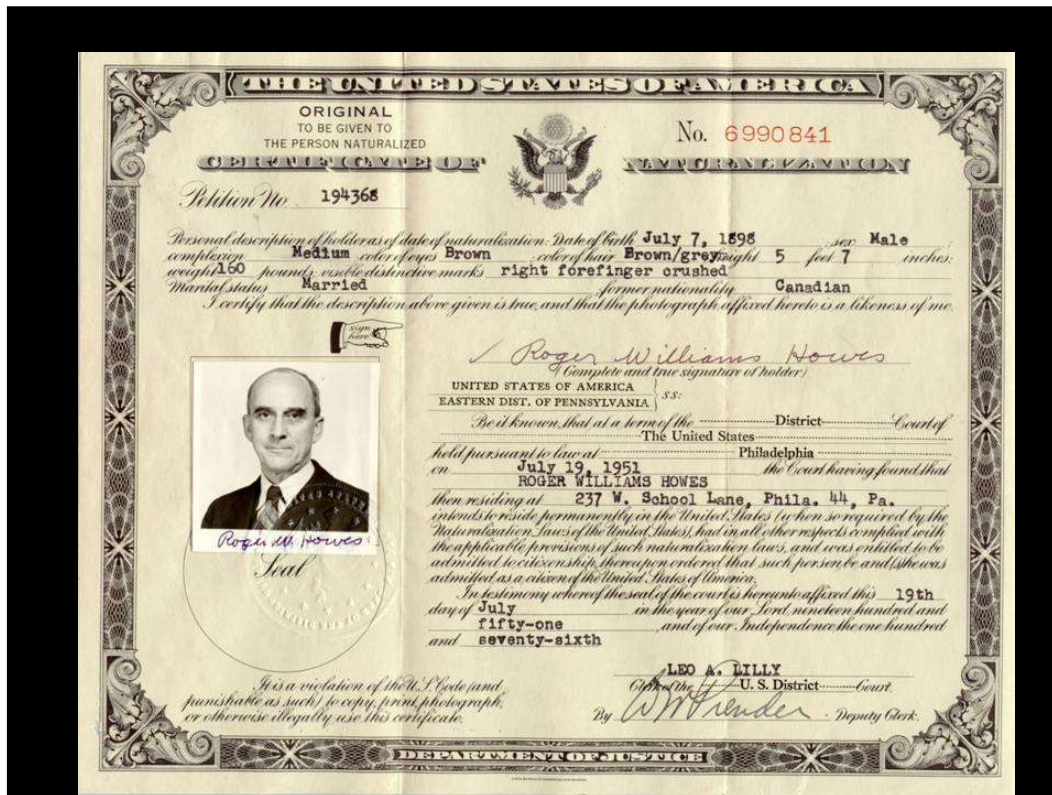 THE UNITED STATES OF AMERICA
ORIGINAL
TO BE GIVEN TO
THE PERSON NATURALIZED
No. 6990841
CERTIFICATE OF NATURALIZATION
Petition No. 194368
Personal description of holder as of date of naturalization: Date of birth July 7, 1898 ; sex Male ;
complexion Medium ; color of eyes Brown ; color of hair Brown/grey ; height 5 feet 7 inches;
weight 160 pounds; visible distinctive marks right forefinger crushed
Marital status Married former nationality Canadian
I certify that the description above given is true, and that the photograph affixed hereto is a likeness of me.
sign here
Roger Williams Howes
(Complete and true signature of holder)
UNITED STATES OF AMERICA
EASTERN DIST. OF PENNSYLVANIA } ss:
Be it known, that at a term of the District Court of
The United States
held pursuant to law at Philadelphia
on July 19, 1951 the Court having found that
ROGER WILLIAMS HOWES
then residing at 237 W. School Lane, Phila. 44, Pa.
intends to reside permanently in the United States (when so required by the
Naturalization Laws of the United States), had in all other respects complied with
the applicable provisions of such naturalization laws, and was entitled to be
admitted to citizenship, thereupon ordered that such person be and (s)he was
admitted as a citizen of the United States of America.
Roger W. Howes
Seal
In testimony whereof the seal of the court is hereunto affixed this 19th
day of July in the year of our Lord nineteen hundred and
fifty-one , and of our Independence the one hundred
and seventy-sixth
LEO A. LILLY
Clerk of the U. S. District Court.
By Deputy Clerk.
It is a violation of the U.S. Code (and
punishable as such) to copy, print, photograph,
or otherwise illegally use this certificate.
DEPARTMENT OF JUSTICE